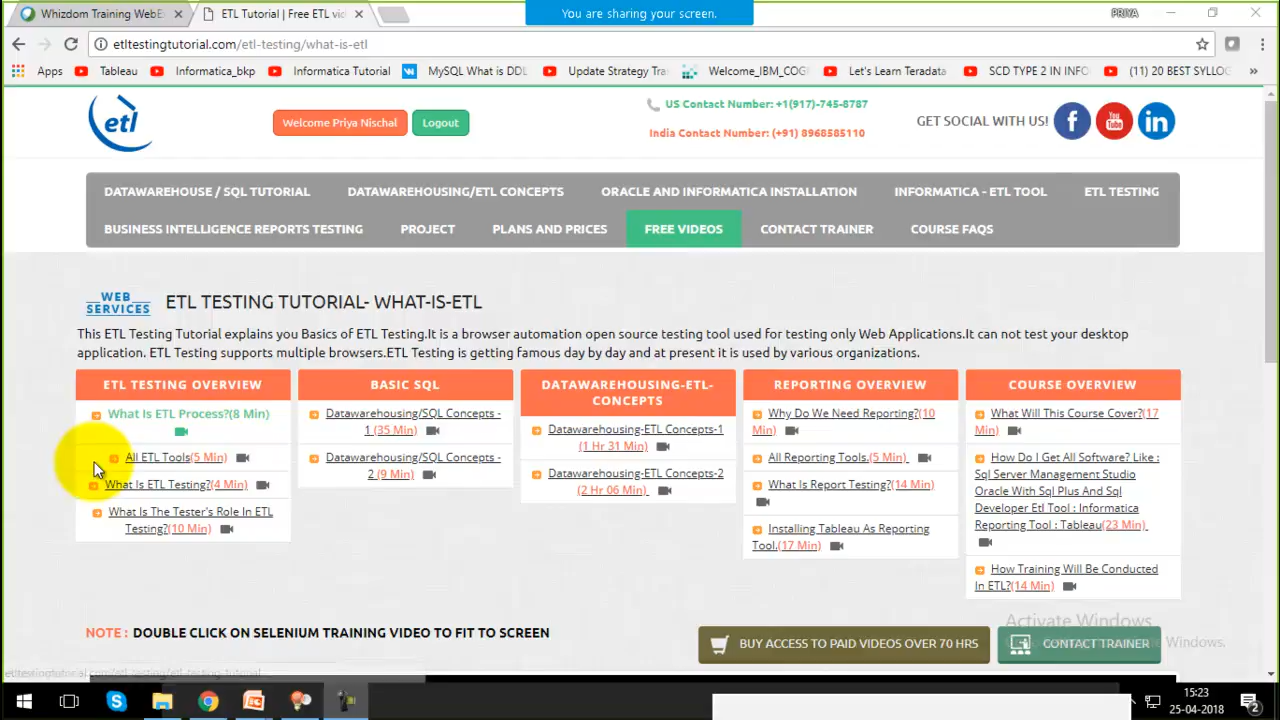 Whizdom Training WebE
ETL Tutorial | Free ETL vi
You are sharing your screen.
PRIYA
etltestingtutorial.com/etl-testing/what-is-etl
Apps
Tableau
Informatica_bkp
Informatica Tutorial
MySQL What is DDL
Update Strategy Tra
Welcome_IBM_COG
Let's Learn Teradata
SCD TYPE 2 IN INFO
(11) 20 BEST SYLLOG
»
etl
Welcome Priya Nischal
Logout
US Contact Number: +1(917)-745-8787
India Contact Number: (+91) 8968585110
GET SOCIAL WITH US!
DATAWAREHOUSE / SQL TUTORIAL
DATAWAREHOUSING/ETL CONCEPTS
ORACLE AND INFORMATICA INSTALLATION
INFORMATICA - ETL TOOL
ETL TESTING
BUSINESS INTELLIGENCE REPORTS TESTING
PROJECT
PLANS AND PRICES
FREE VIDEOS
CONTACT TRAINER
COURSE FAQS
WEB
SERVICES
ETL TESTING TUTORIAL- WHAT-IS-ETL
This ETL Testing Tutorial explains you Basics of ETL Testing.It is a browser automation open source testing tool used for testing only Web Applications.It can not test your desktop
application. ETL Testing supports multiple browsers.ETL Testing is getting famous day by day and at present it is used by various organizations.
ETL TESTING OVERVIEW
What Is ETL Process?(8 Min)
All ETL Tools(5 Min)
What Is ETL Testing?(4 Min)
What Is The Tester's Role In ETL
Testing?(10 Min)
BASIC SQL
Datawarehousing/SQL Concepts -
1 (35 Min)
Datawarehousing/SQL Concepts -
2 (9 Min)
DATAWAREHOUSING-ETL-
CONCEPTS
Datawarehousing-ETL Concepts-1
(1 Hr 31 Min)
Datawarehousing-ETL Concepts-2
(2 Hr 06 Min)
REPORTING OVERVIEW
Why Do We Need Reporting?(10
Min)
All Reporting Tools.(5 Min)
What Is Report Testing?(14 Min)
Installing Tableau As Reporting
Tool.(17 Min)
COURSE OVERVIEW
What Will This Course Cover?(17
Min)
How Do I Get All Software? Like :
Sql Server Management Studio
Oracle With Sql Plus And Sql
Developer Etl Tool : Informatica
Reporting Tool : Tableau(23 Min)
How Training Will Be Conducted
In ETL?(14 Min)
NOTE : DOUBLE CLICK ON SELENIUM TRAINING VIDEO TO FIT TO SCREEN
BUY ACCESS TO PAID VIDEOS OVER 70 HRS
CONTACT TRAINER
Activate Windows
Windows.
etltestingtutorial.com/etl-testing/etl-testing-tutorial
15:23
25-04-2018
2